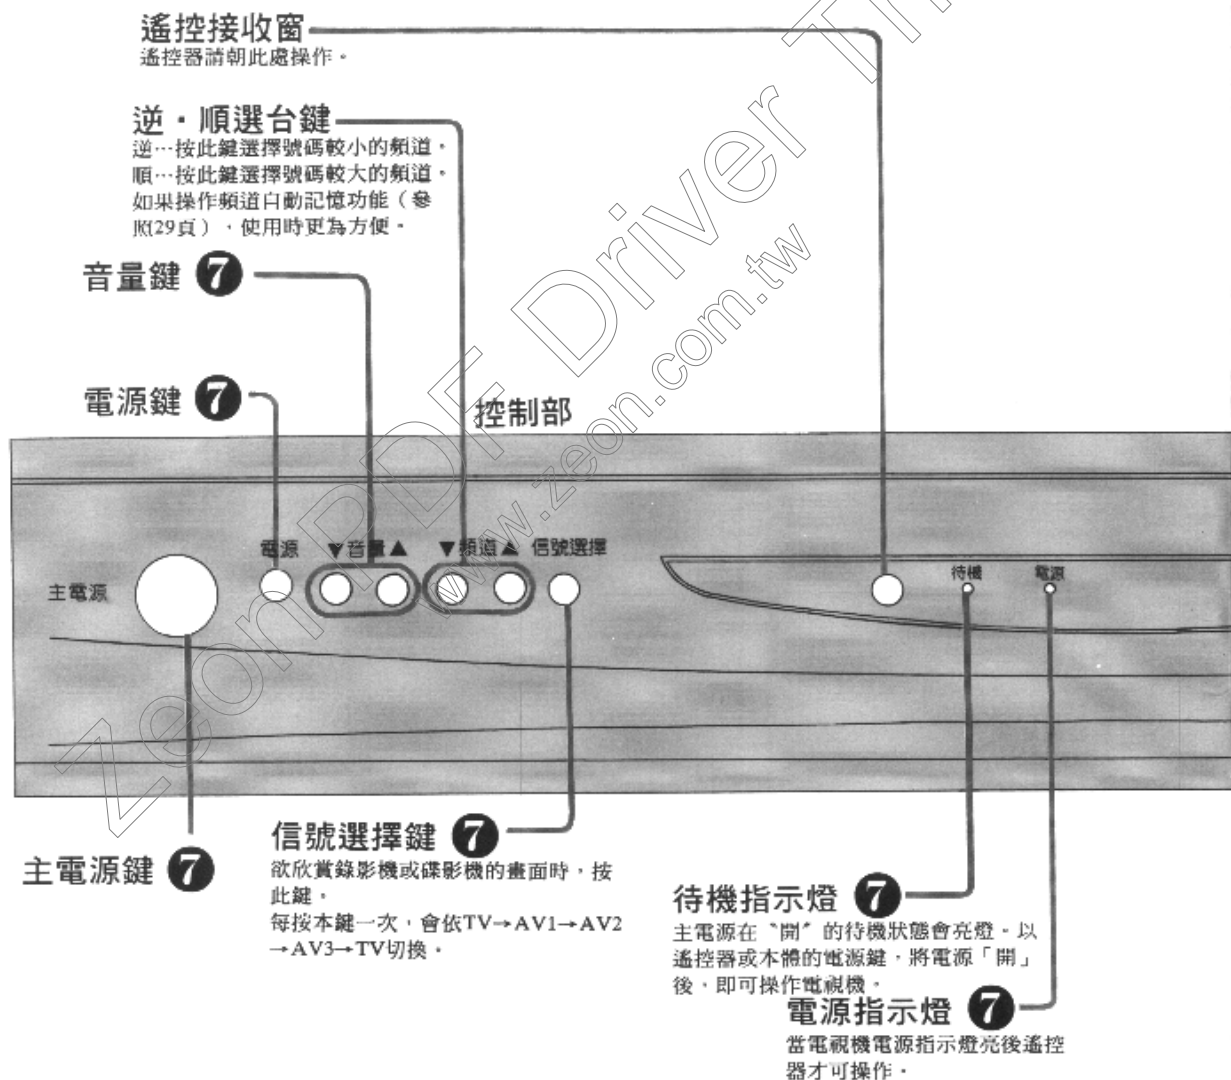 遙控接收窗
遙控器請朝此處操作。
逆・順選台鍵
逆…按此鍵選擇號碼較小的頻道。
順…按此鍵選擇號碼較大的頻道。
如果操作頻道自動記憶功能（參
照29頁），使用時更為方便。
音量鍵 7
電源鍵 7
控制部
主電源
電源
▼音量▲
▼頻道▲
信號選擇
待機
電源
主電源鍵 7
信號選擇鍵 7
欲欣賞錄影機或碟影機的畫面時，按
此鍵。
每按本鍵一次，會依TV→AV1→AV2
→AV3→TV切換。
待機指示燈 7
主電源在〝開〞的待機狀態會亮燈。以
遙控器或本體的電源鍵，將電源「開」
後，即可操作電視機。
電源指示燈 7
當電視機電源指示燈亮後遙控
器才可操作。
Zeon PDF Driver
www.zeon.com.tw